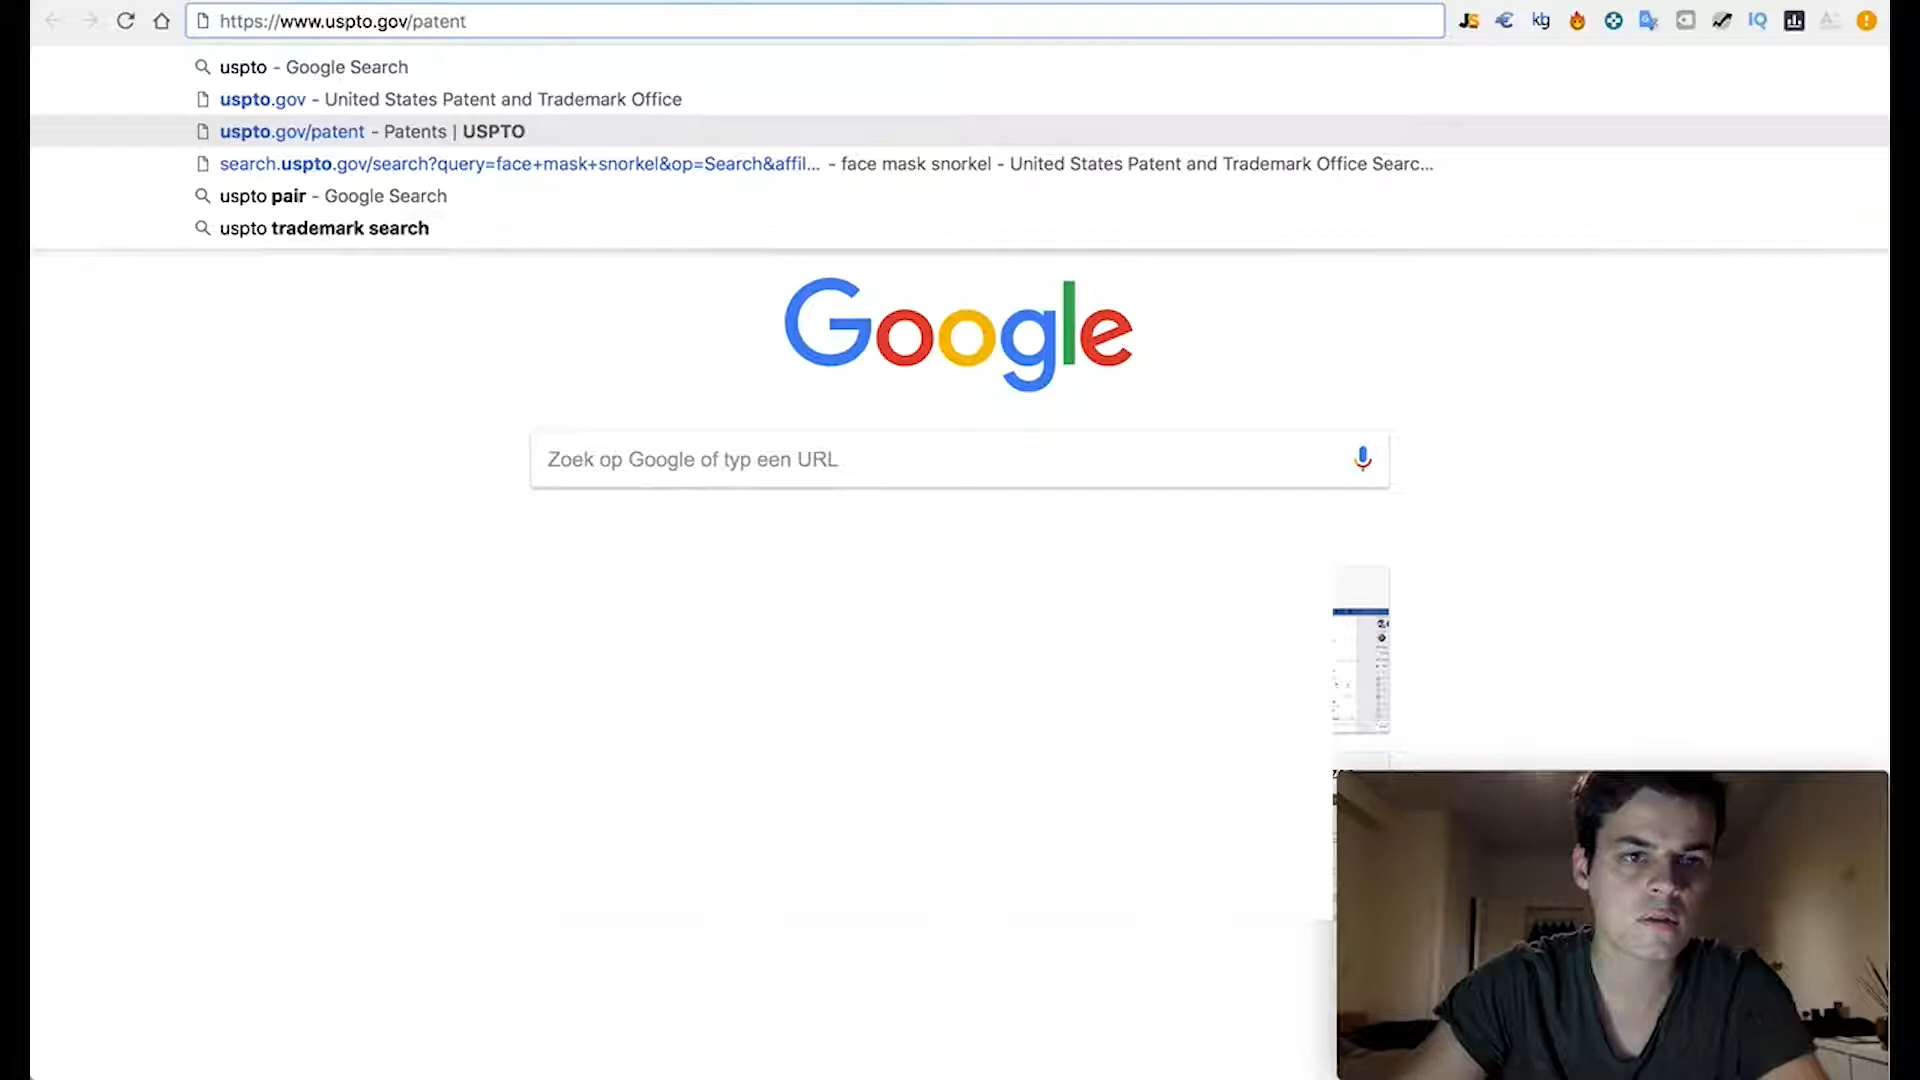 https://www.uspto.gov/patent
uspto - Google Search
uspto.gov - United States Patent and Trademark Office
uspto.gov/patent - Patents | USPTO
search.uspto.gov/search?query=face+mask+snorkel&op=Search&affil... - face mask snorkel - United States Patent and Trademark Office Searc...
uspto pair - Google Search
uspto trademark search
JS
kg
IQ
Google
Zoek op Google of typ een URL